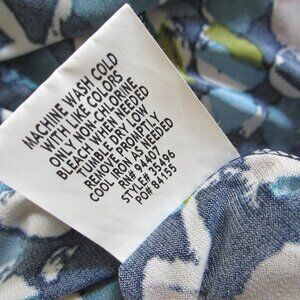 MACHINE WASH COLD
WITH LIKE COLORS
ONLY NON-CHLORINE
BLEACH WHEN NEEDED
TUMBLE DRY LOW
REMOVE PROMPTLY
COOL IRON AS NEEDED
RN# 74407
STYLE# 35496
PO# 84155